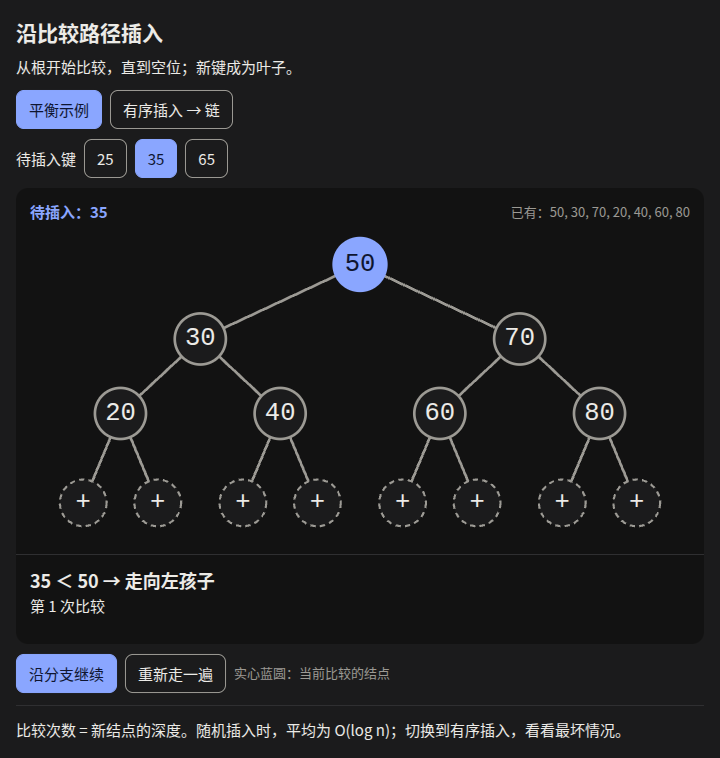 沿比较路径插入
从根开始比较，直到空位；新键成为叶子。
平衡示例 有序插入 → 链
待插入键 25 35 65
待插入：35 已有：50, 30, 70, 20, 40, 60, 80
50
30 70
20 40 60 80
+ + + + + + + +
35 < 50 → 走向左孩子
第 1 次比较
沿分支继续 重新走一遍 实心蓝圆：当前比较的结点
比较次数 = 新结点的深度。随机插入时，平均为 O(log n)；切换到有序插入，看看最坏情况。